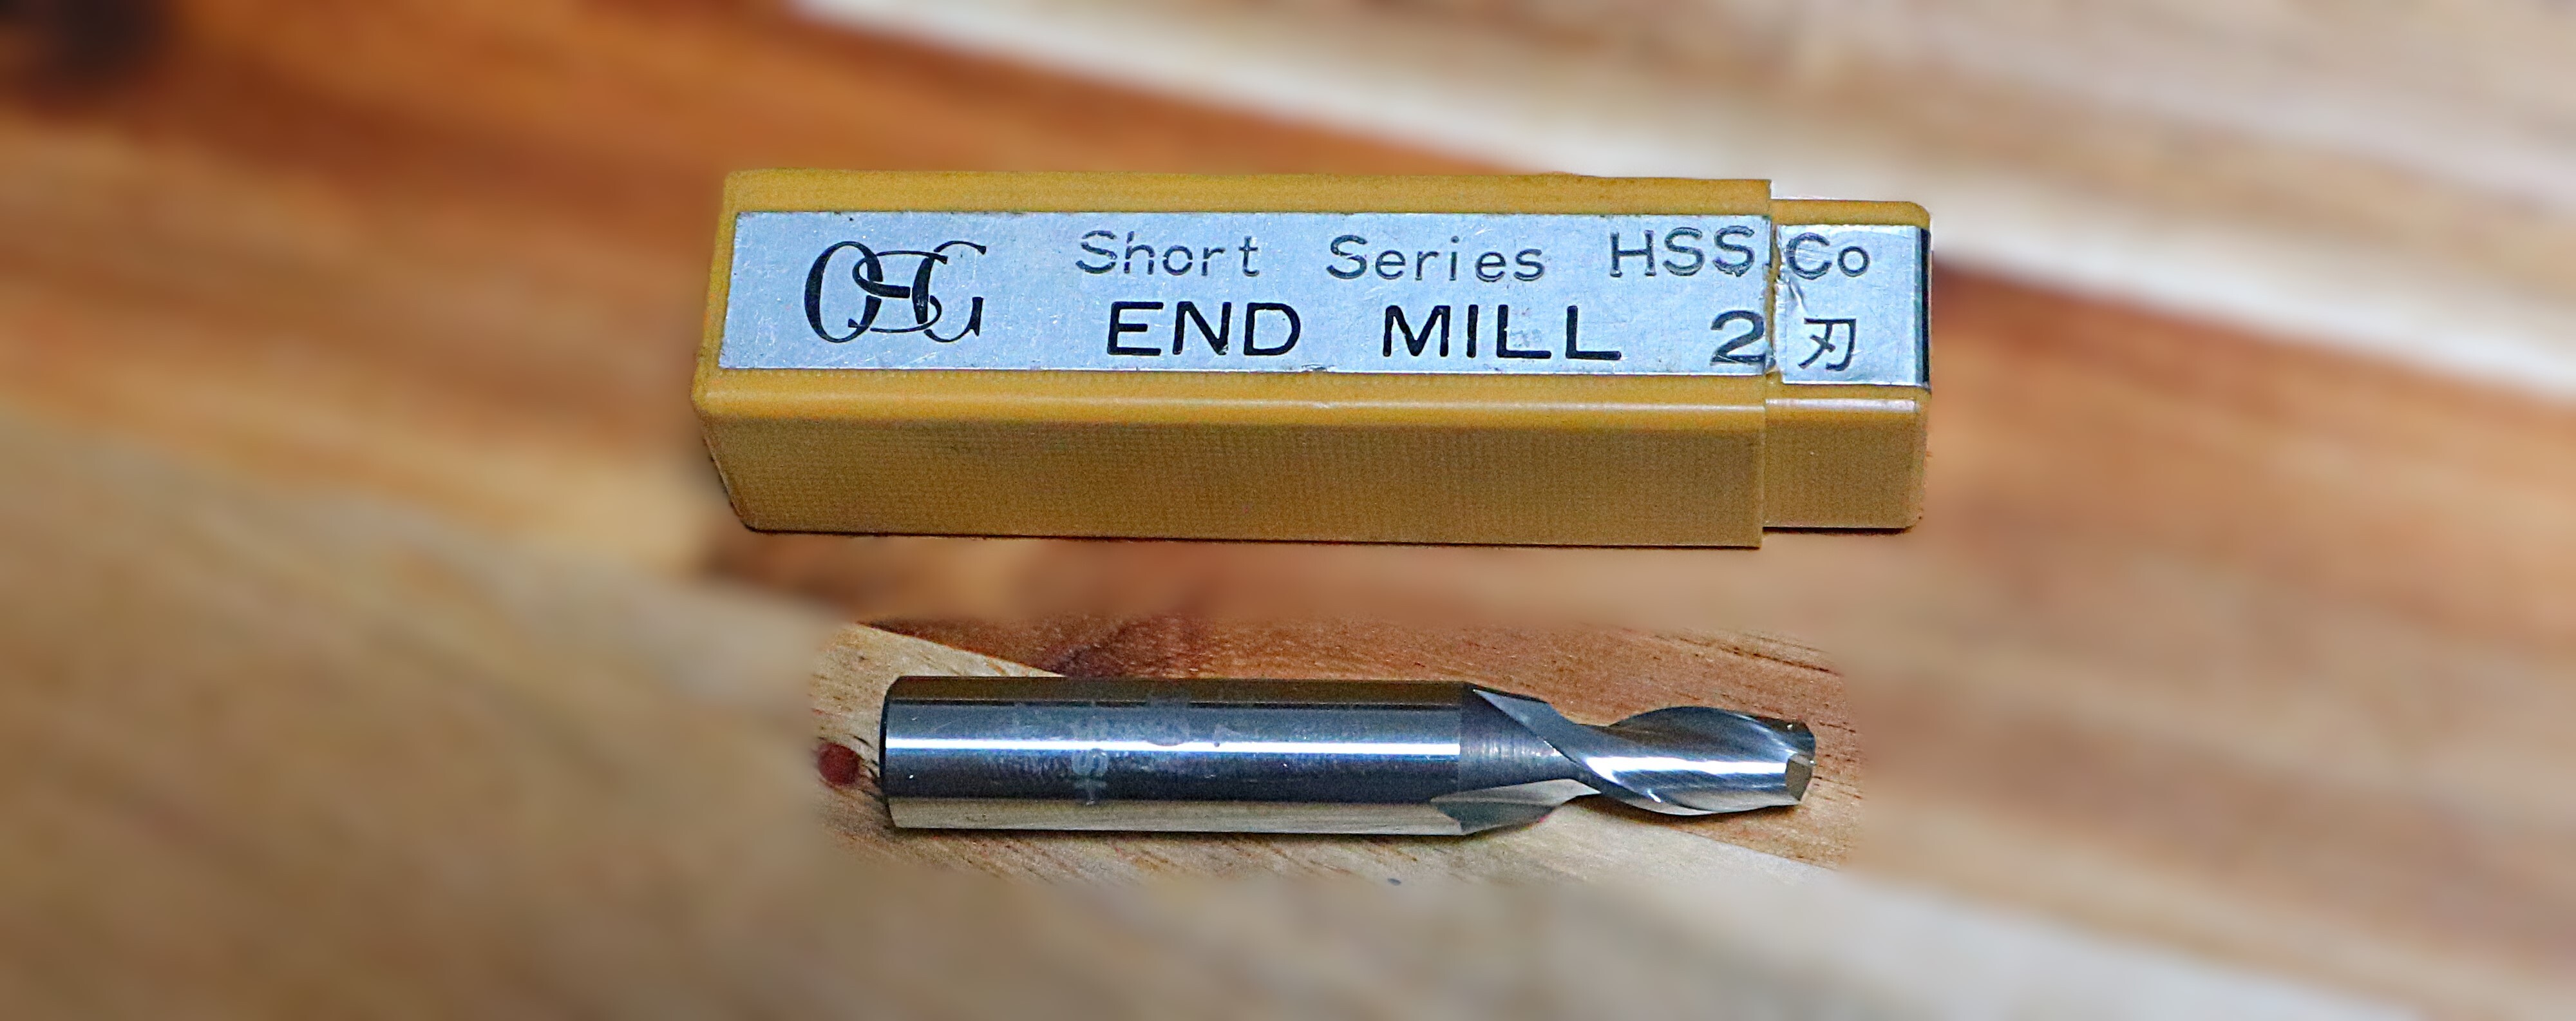 OSG
Short Series HSS Co
END MILL 2刃